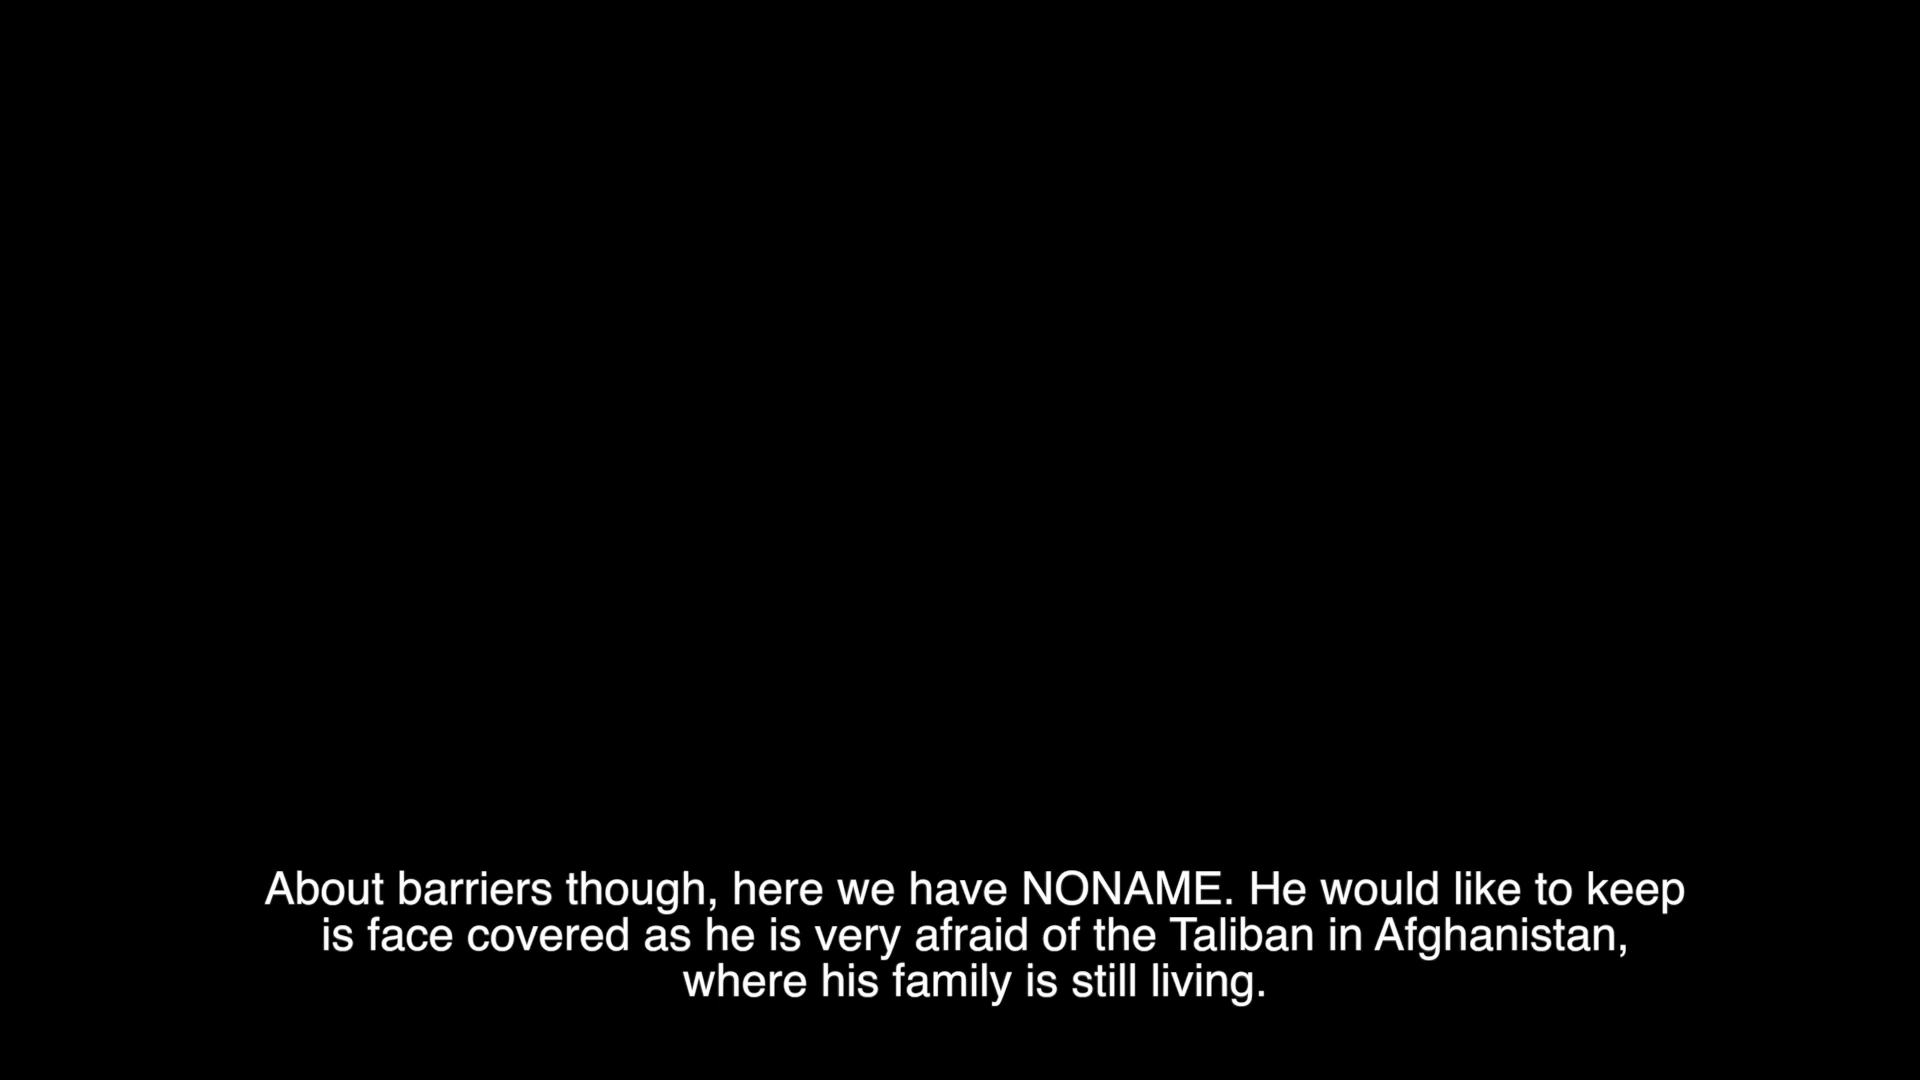 About barriers though, here we have NONAME. He would like to keep
is face covered as he is very afraid of the Taliban in Afghanistan,
where his family is still living.